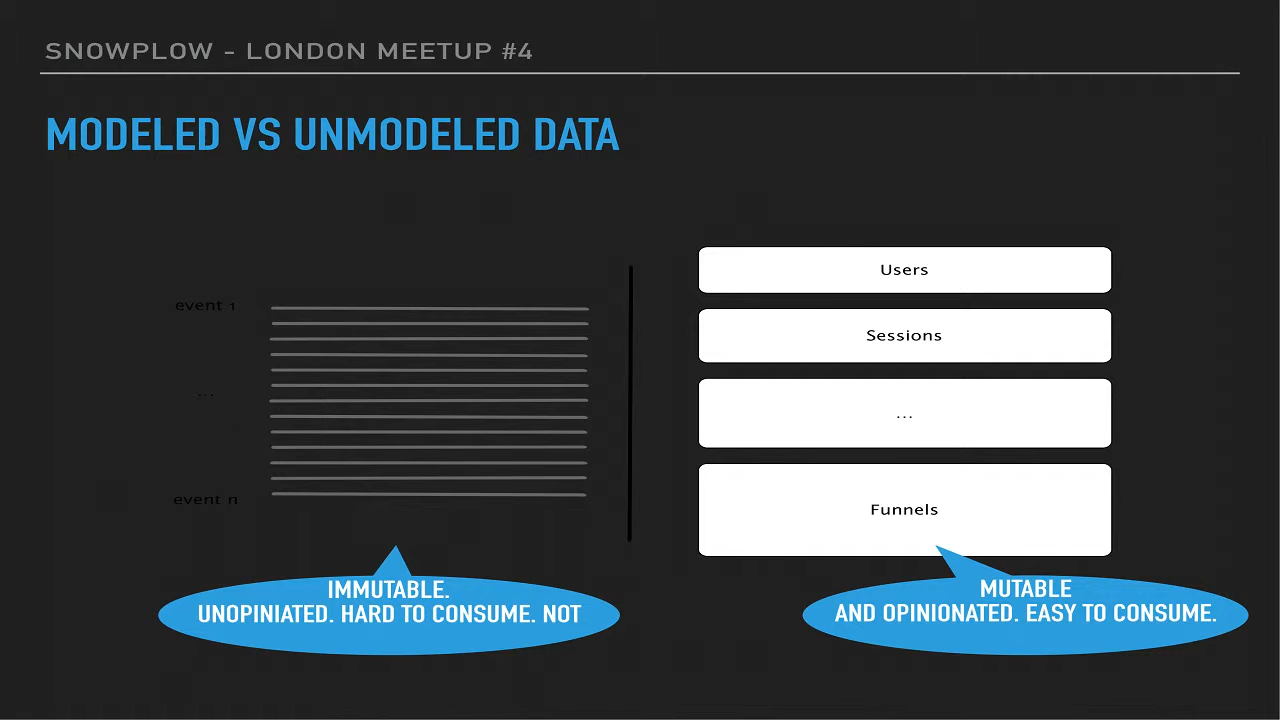 SNOWPLOW – LONDON MEETUP #4
MODELED VS UNMODELED DATA
event 1
...
event n
Users
Sessions
...
Funnels
IMMUTABLE.
UNOPINIATED. HARD TO CONSUME. NOT
MUTABLE
AND OPINIONATED. EASY TO CONSUME.